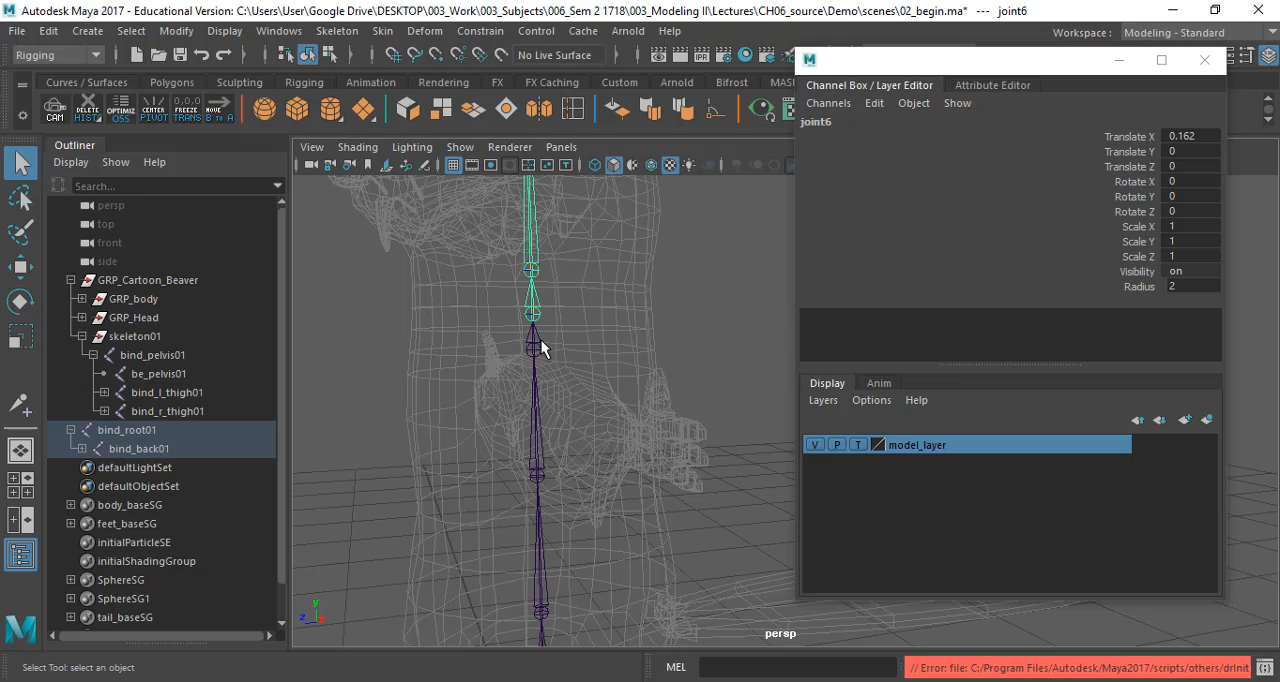 Autodesk Maya 2017 - Educational Version: C:\Users\User\Google Drive\DESKTOP\002_Work\003_Subjects\006_Sem 2 1718\003_Modeling II\Lectures\CH06_source\Demo\scenes\02_begin.ma* --- joint6
File Edit Create Select Modify Display Windows Skeleton Skin Deform Constrain Control Cache Arnold Help
Workspace : Modeling - Standard
Rigging
No Live Surface
Curves / Surfaces Polygons Sculpting Rigging Animation Rendering FX FX Caching Custom Arnold Bifrost MAS
CAM DELETE HIST OPTIMIZ OSS CENTER PIVOT 0,0,0 FREEZE TRANS MOVE B to A
Channel Box / Layer Editor Attribute Editor
Channels Edit Object Show
joint6
Translate X 0.162
Translate Y 0
Translate Z 0
Rotate X 0
Rotate Y 0
Rotate Z 0
Scale X 1
Scale Y 1
Scale Z 1
Visibility on
Radius 2
Display Anim
Layers Options Help
V P T model_layer
Outliner
Display Show Help
Search...
persp
top
front
side
GRP_Cartoon_Beaver
GRP_body
GRP_Head
skeleton01
bind_pelvis01
be_pelvis01
bind_l_thigh01
bind_r_thigh01
bind_root01
bind_back01
defaultLightSet
defaultObjectSet
body_baseSG
feet_baseSG
initialParticleSE
initialShadingGroup
SphereSG
SphereSG1
tail_baseSG
View Shading Lighting Show Renderer Panels
y
z
persp
Select Tool: select an object
MEL
// Error: file: C:/Program Files/Autodesk/Maya2017/scripts/others/drInit